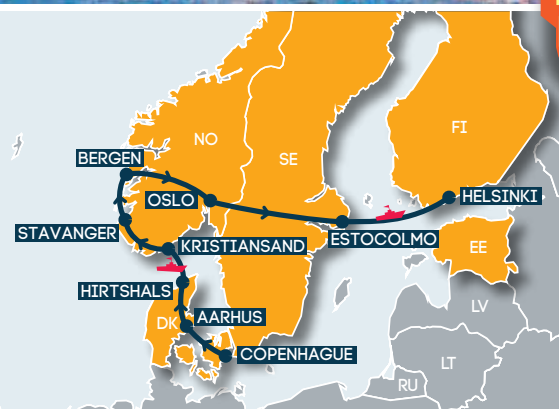 NO
FI
SE
BERGEN
OSLO
HELSINKI
STAVANGER
KRISTIANSAND
ESTOCOLMO
EE
HIRTSHALS
LV
DK
AARHUS
COPENHAGUE
LT
RU